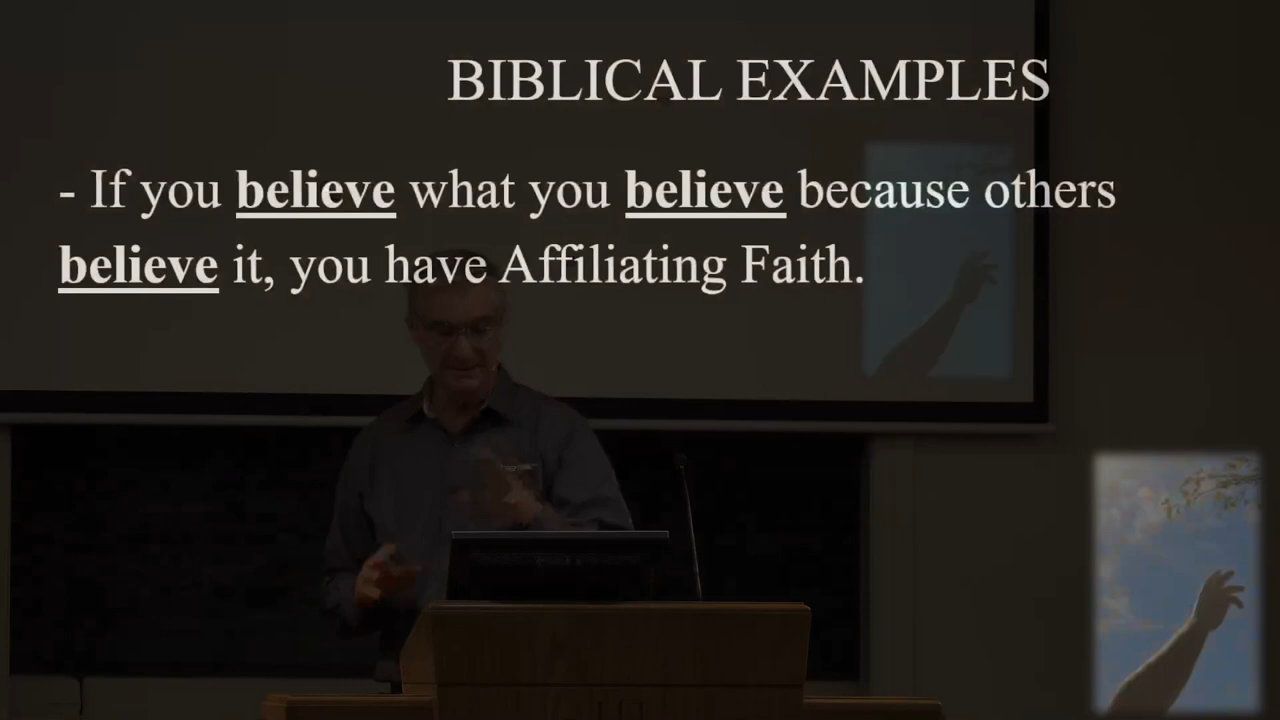 BIBLICAL EXAMPLES
- If you believe what you believe because others
believe it, you have Affiliating Faith.